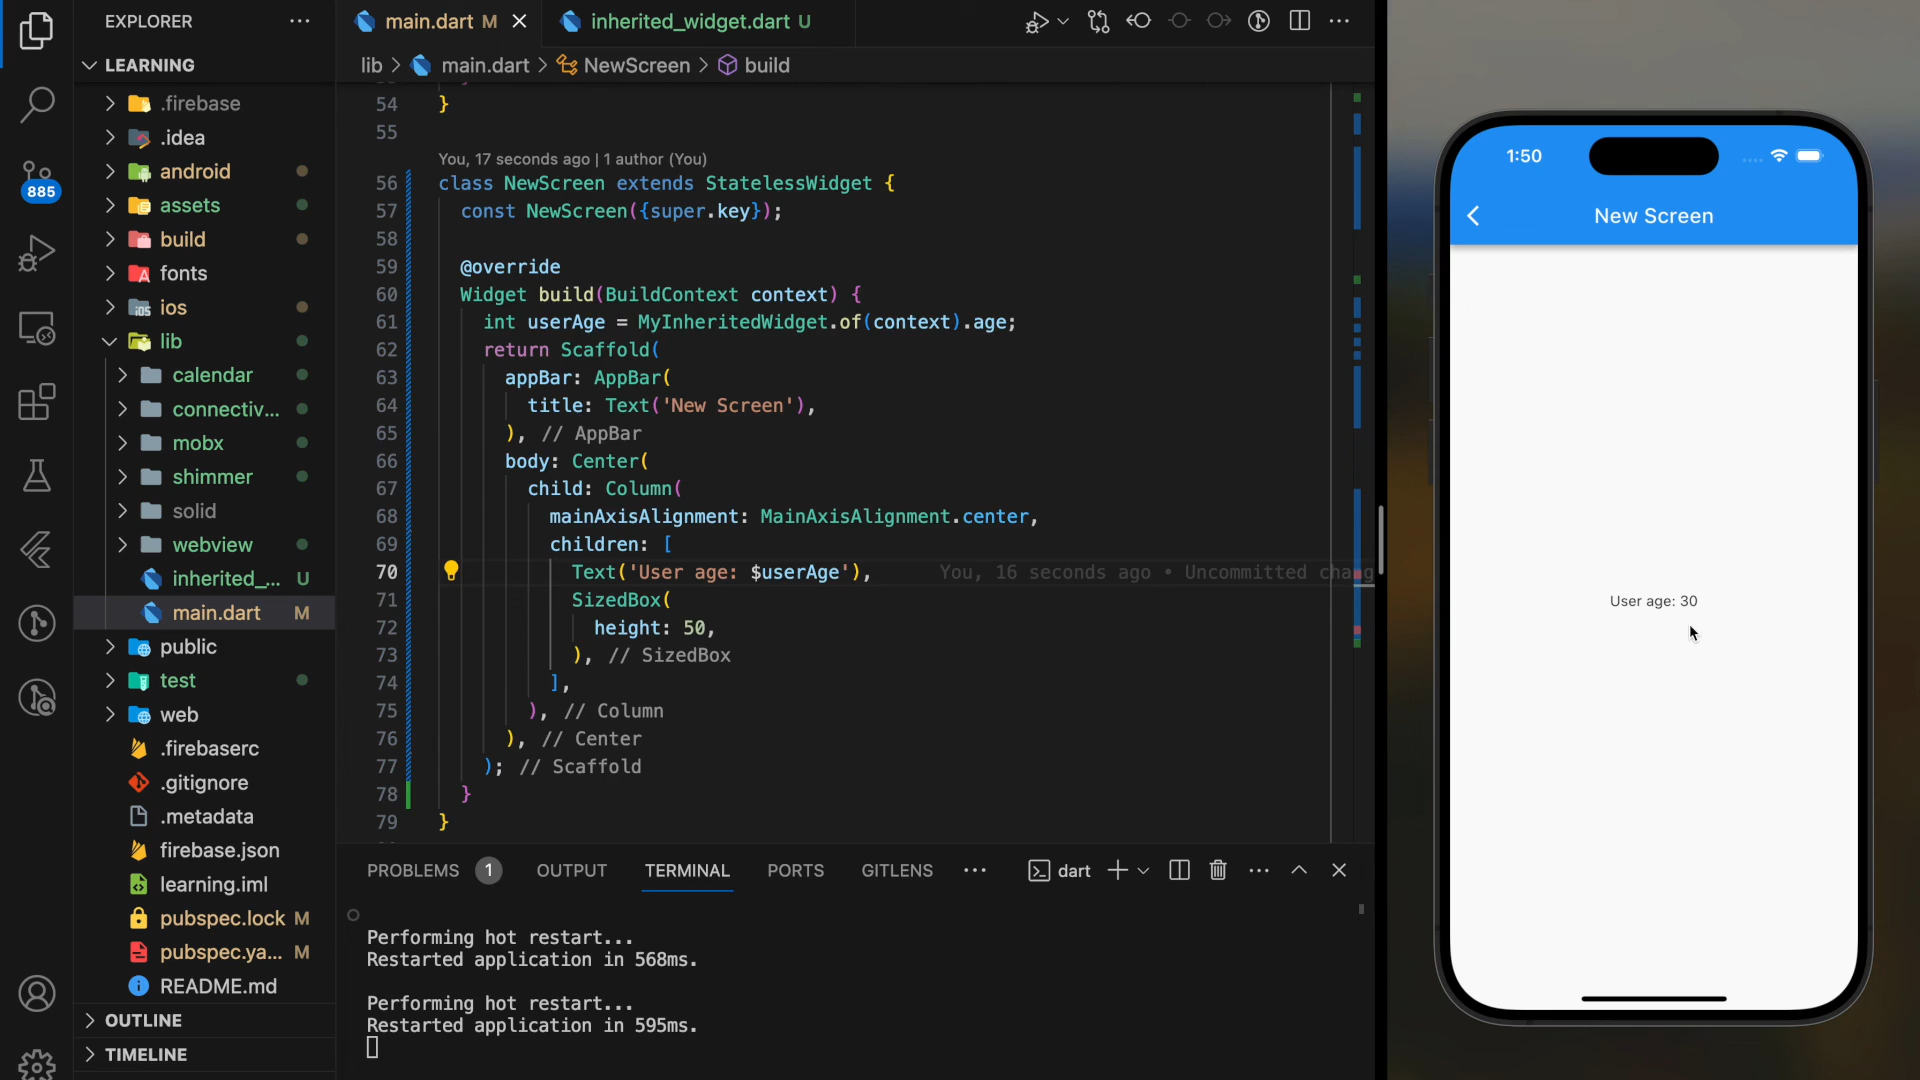 EXPLORER
LEARNING
.firebase
.idea
android
assets
build
fonts
ios
lib
calendar
connectiv...
mobx
shimmer
solid
webview
inherited_... U
main.dart M
public
test
web
.firebaserc
.gitignore
.metadata
firebase.json
learning.iml
pubspec.lock M
pubspec.ya... M
README.md
OUTLINE
TIMELINE
885
main.dart M
inherited_widget.dart U
lib > main.dart > NewScreen > build
54 }
55
You, 17 seconds ago | 1 author (You)
56 class NewScreen extends StatelessWidget {
57 const NewScreen({super.key});
58
59 @override
60 Widget build(BuildContext context) {
61 int userAge = MyInheritedWidget.of(context).age;
62 return Scaffold(
63 appBar: AppBar(
64 title: Text('New Screen'),
65 ), // AppBar
66 body: Center(
67 child: Column(
68 mainAxisAlignment: MainAxisAlignment.center,
69 children: [
70 Text('User age: $userAge'), You, 16 seconds ago • Uncommitted chang
71 SizedBox(
72 height: 50,
73 ), // SizedBox
74 ],
75 ), // Column
76 ), // Center
77 ); // Scaffold
78 }
79 }
PROBLEMS 1 OUTPUT TERMINAL PORTS GITLENS dart
Performing hot restart...
Restarted application in 568ms.
Performing hot restart...
Restarted application in 595ms.
1:50
New Screen
User age: 30